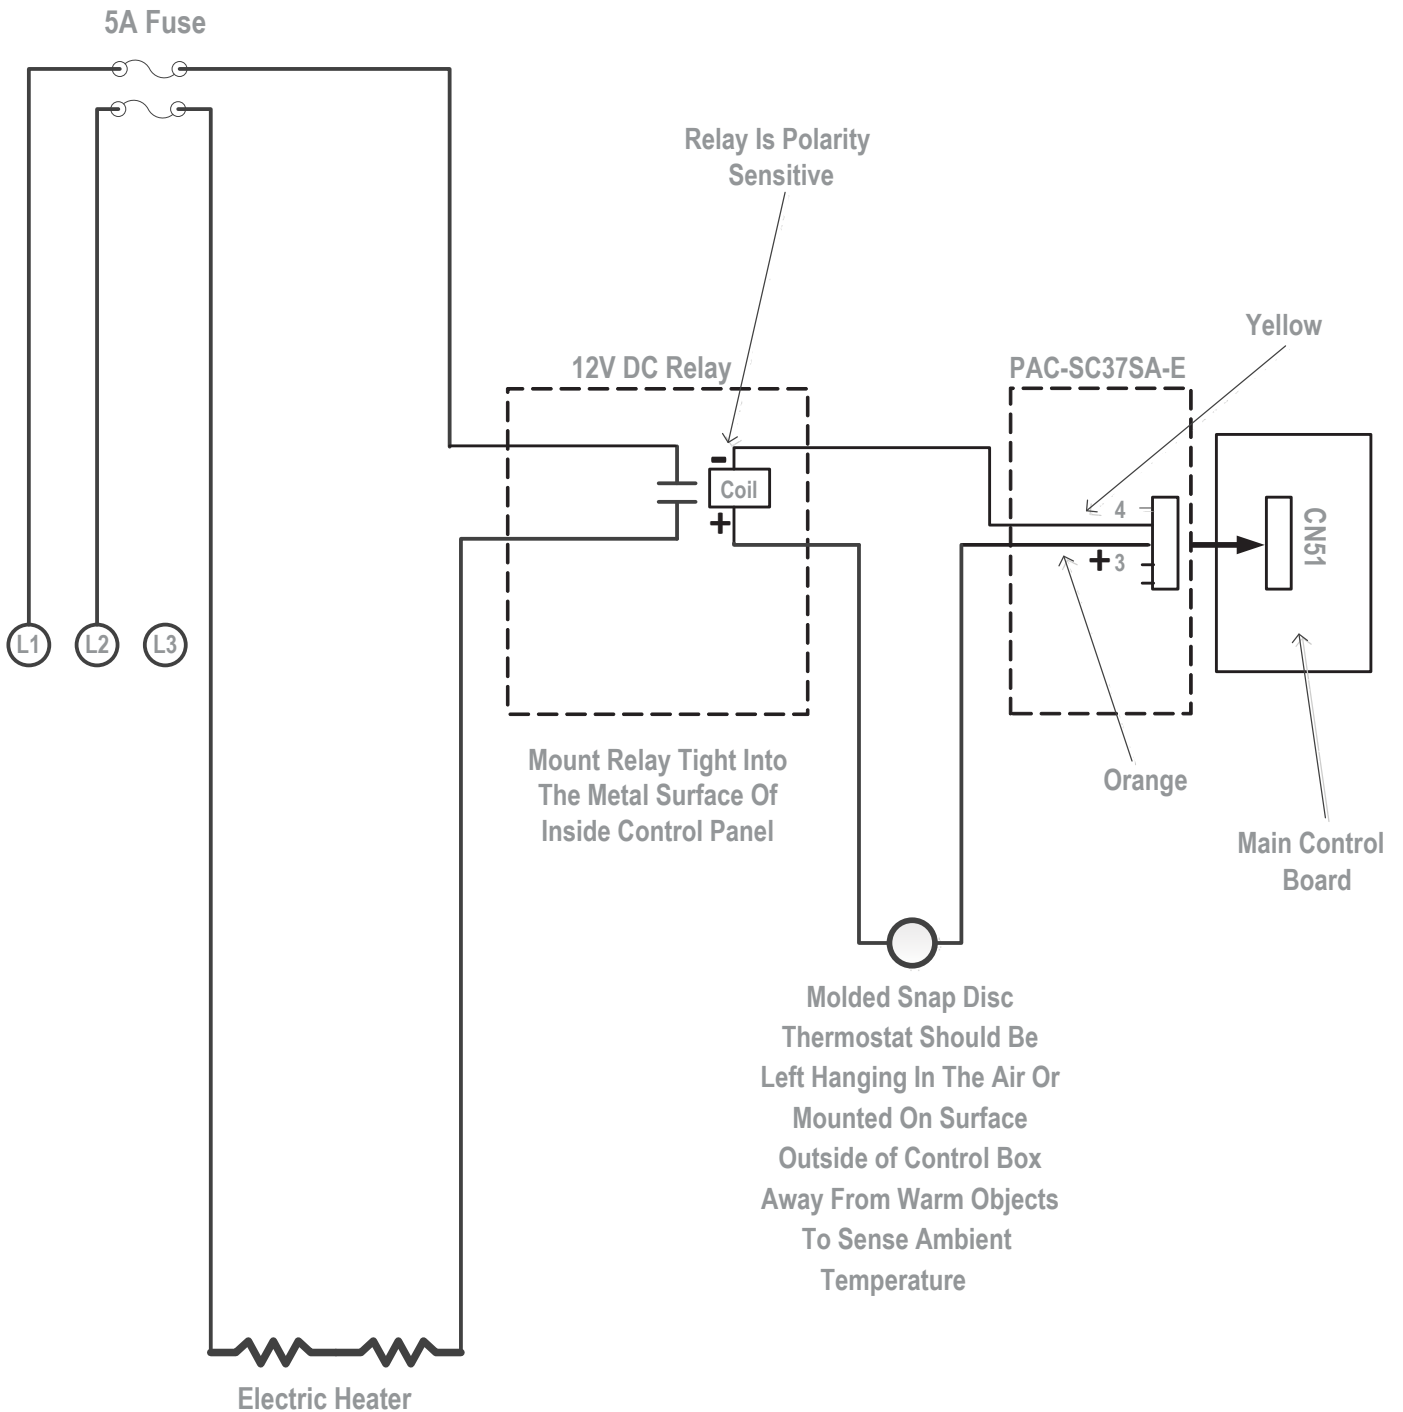 5A Fuse
Relay Is Polarity
Sensitive
Yellow
12V DC Relay
PAC-SC37SA-E
-
Coil
+
4
+ 3
CN51
L1
L2
L3
Mount Relay Tight Into
The Metal Surface Of
Inside Control Panel
Orange
Main Control
Board
Molded Snap Disc
Thermostat Should Be
Left Hanging In The Air Or
Mounted On Surface
Outside of Control Box
Away From Warm Objects
To Sense Ambient
Temperature
Electric Heater